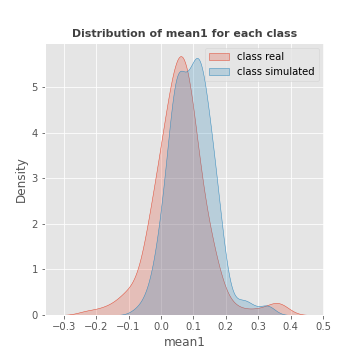 Distribution of mean1 for each class
class real
class simulated
Density
5
4
3
2
1
0
−0.3 −0.2 −0.1 0.0 0.1 0.2 0.3 0.4 0.5
mean1